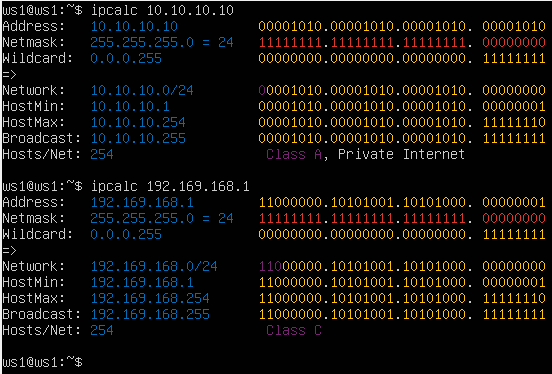 ws1@ws1:~$ ipcalc 10.10.10.10
Address:   10.10.10.10          00001010.00001010.00001010. 00001010
Netmask:   255.255.255.0 = 24   11111111.11111111.11111111. 00000000
Wildcard:  0.0.0.255            00000000.00000000.00000000. 11111111
=>
Network:   10.10.10.0/24        00001010.00001010.00001010. 00000000
HostMin:   10.10.10.1           00001010.00001010.00001010. 00000001
HostMax:   10.10.10.254         00001010.00001010.00001010. 11111110
Broadcast: 10.10.10.255         00001010.00001010.00001010. 11111111
Hosts/Net: 254                   Class A, Private Internet
ws1@ws1:~$ ipcalc 192.169.168.1
Address:   192.169.168.1        11000000.10101001.10101000. 00000001
Netmask:   255.255.255.0 = 24   11111111.11111111.11111111. 00000000
Wildcard:  0.0.0.255            00000000.00000000.00000000. 11111111
=>
Network:   192.169.168.0/24     11000000.10101001.10101000. 00000000
HostMin:   192.169.168.1        11000000.10101001.10101000. 00000001
HostMax:   192.169.168.254      11000000.10101001.10101000. 11111110
Broadcast: 192.169.168.255      11000000.10101001.10101000. 11111111
Hosts/Net: 254                   Class C
ws1@ws1:~$